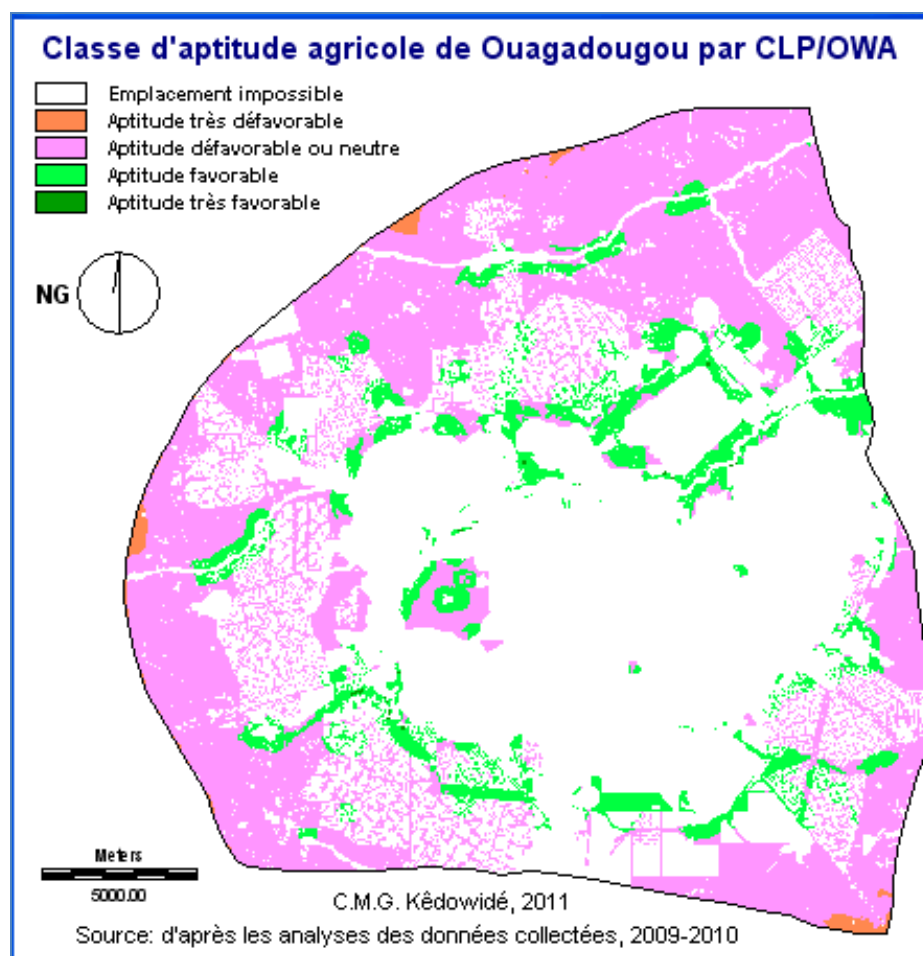 Classe d'aptitude agricole de Ouagadougou par CLP/OWA
Emplacement impossible
Aptitude très défavorable
Aptitude défavorable ou neutre
Aptitude favorable
Aptitude très favorable
NG
Meters
5000.00
C.M.G. Kêdowidé, 2011
Source: d'après les analyses des données collectées, 2009-2010